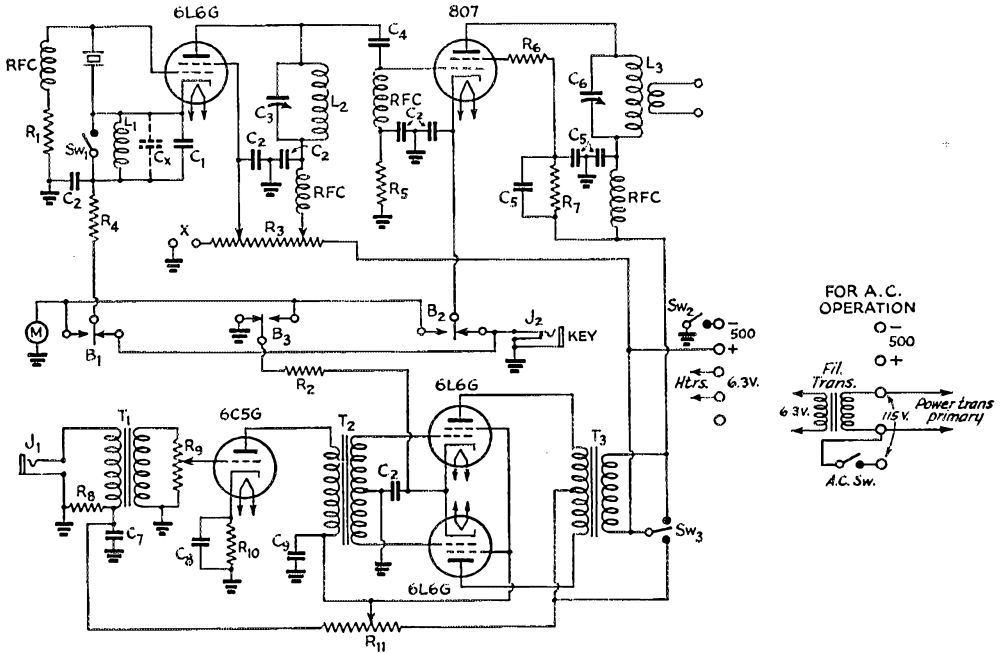 6L6G
807
RFC
C4
R6
L3
C6
RFC
C2
L2
C3
R1
Sw1
L1
Cx
C1
C2
C2
C5
C2
R4
RFC
R5
C5
R7
RFC
X
R3
FOR A.C.
OPERATION
Sw2
−
500
+
−
500
+
M
B1
B3
B2
J2
KEY
Htrs.
6.3V.
Fil.
Trans.
6.3V.
115V.
Power trans
primary
A.C. Sw.
R2
6L6G
6C5G
T1
T2
T3
J1
R9
C2
R8
C7
C8
R10
C9
Sw3
6L6G
R11